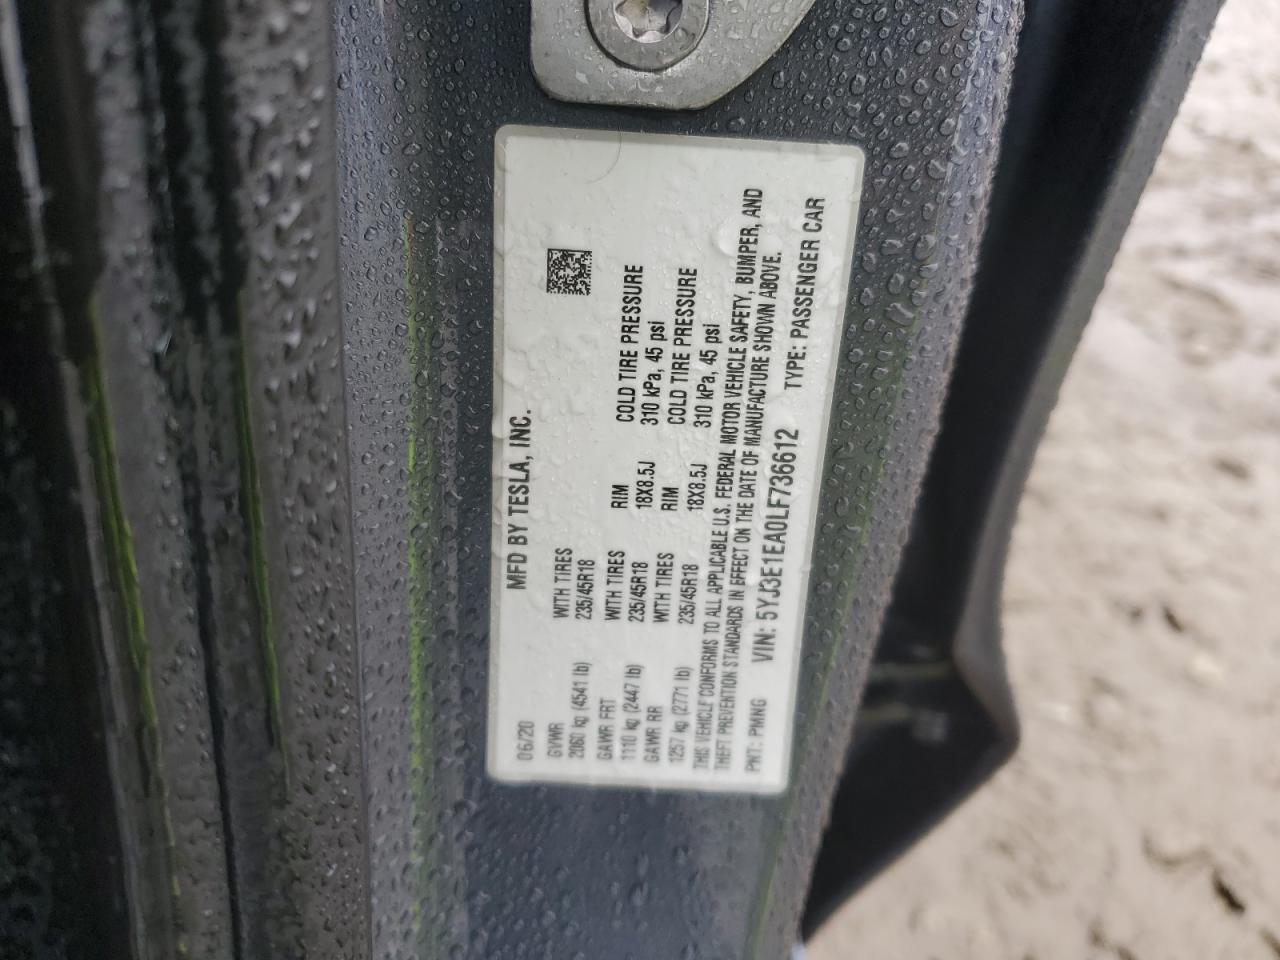 MFD BY TESLA, INC.
06/20
GVWR WITH TIRES RIM COLD TIRE PRESSURE
2060 kg (4541 lb) 235/45R18 18X8.5J 310 kPa, 45 psi
GAWR FRT WITH TIRES RIM COLD TIRE PRESSURE
1110 kg (2447 lb) 235/45R18 18X8.5J 310 kPa, 45 psi
GAWR RR WITH TIRES
1257 kg (2771 lb) 235/45R18
THIS VEHICLE CONFORMS TO ALL APPLICABLE U.S. FEDERAL MOTOR VEHICLE SAFETY, BUMPER, AND
THEFT PREVENTION STANDARDS IN EFFECT ON THE DATE OF MANUFACTURE SHOWN ABOVE.
PNT: PMNG VIN: 5YJ3E1EA0LF736612 TYPE: PASSENGER CAR